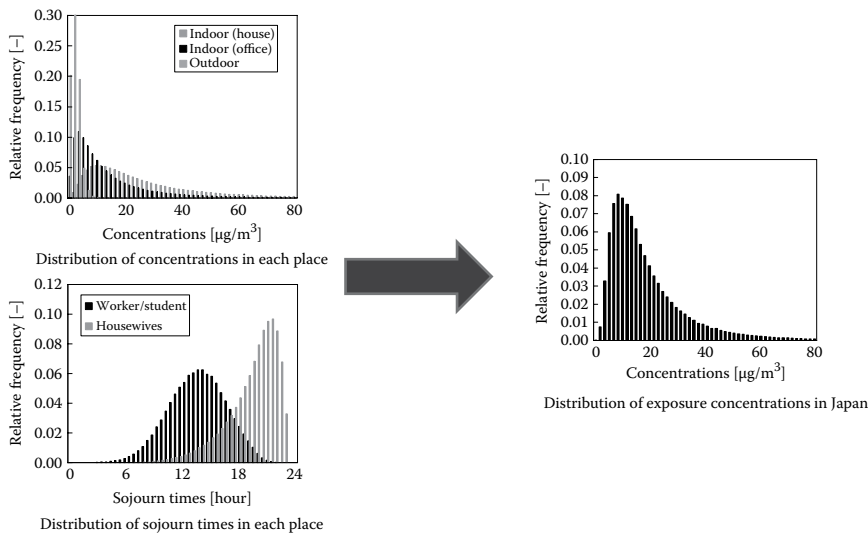 Relative frequency [–]
0.30
0.25
0.20
0.15
0.10
0.05
0.00
Indoor (house)
Indoor (office)
Outdoor
0 20 40 60 80
Concentrations [µg/m³]
Distribution of concentrations in each place
Relative frequency [–]
0.12
0.10
0.08
0.06
0.04
0.02
0.00
Worker/student
Housewives
0 6 12 18 24
Sojourn times [hour]
Distribution of sojourn times in each place
Relative frequency [–]
0.10
0.09
0.08
0.07
0.06
0.05
0.04
0.03
0.02
0.01
0.00
0 20 40 60 80
Concentrations [µg/m³]
Distribution of exposure concentrations in Japan